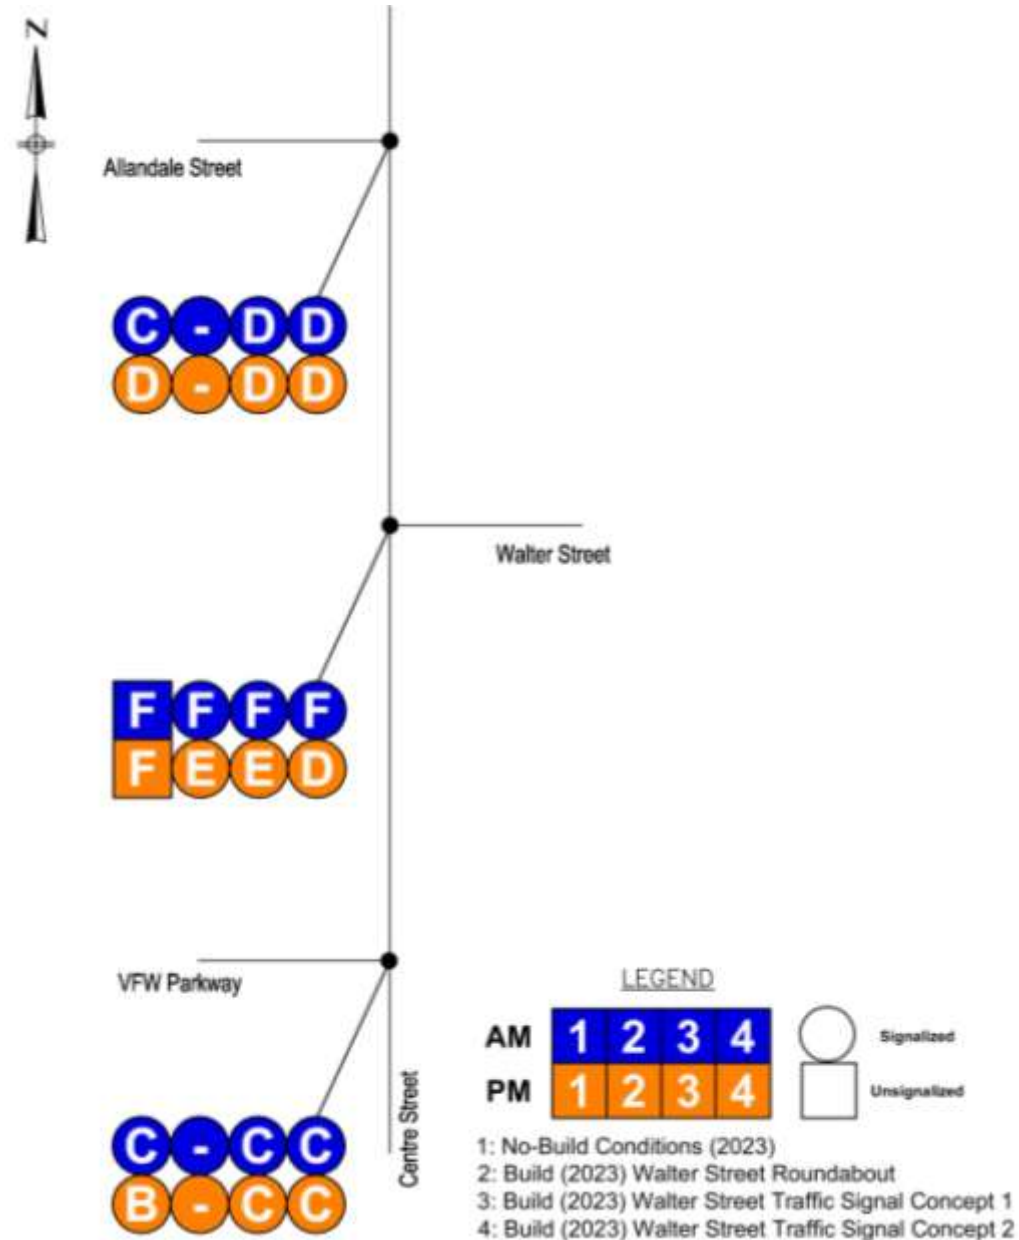 N
Allandale Street
C - D D
D - D D
Walter Street
F F F F
F E E D
VFW Parkway
Centre Street
C - C C
B - C C
LEGEND
AM 1 2 3 4 Signalized
PM 1 2 3 4 Unsignalized
1: No-Build Conditions (2023)
2: Build (2023) Walter Street Roundabout
3: Build (2023) Walter Street Traffic Signal Concept 1
4: Build (2023) Walter Street Traffic Signal Concept 2